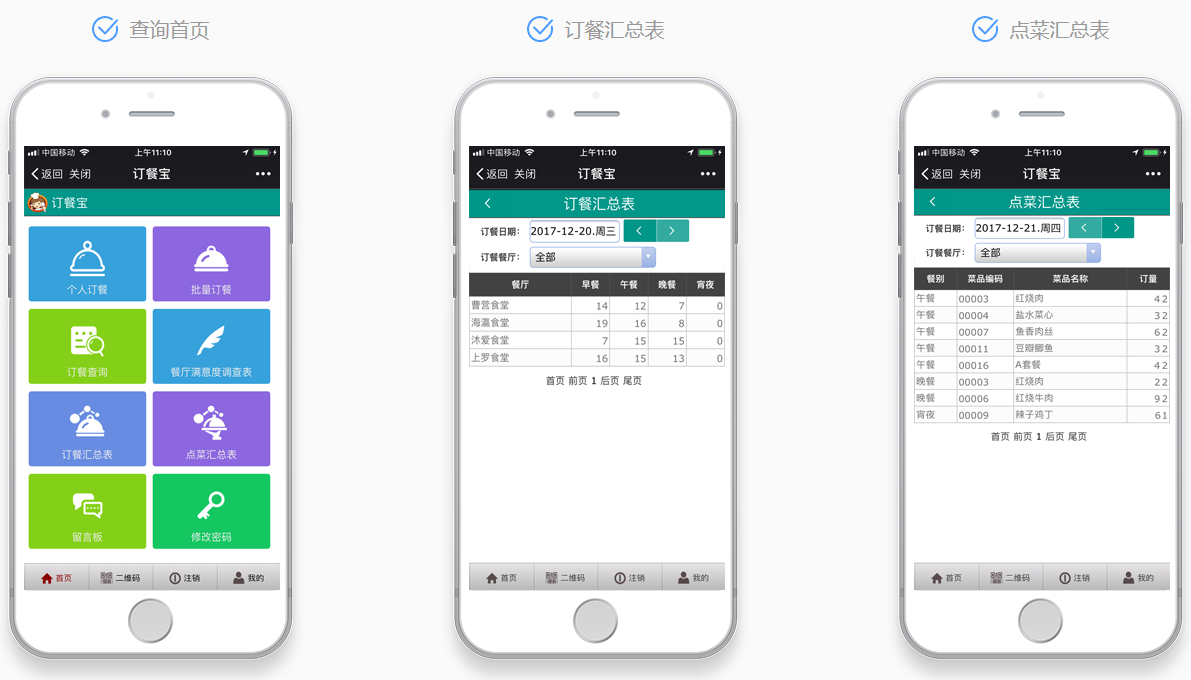 查询首页
中国移动 上午11:10
返回 关闭 订餐宝
订餐宝
个人订餐 批量订餐
订餐查询 餐厅满意度调查表
订餐汇总表 点菜汇总表
留言板 修改密码
首页 二维码 注销 我的
订餐汇总表
中国移动 上午11:10
返回 关闭 订餐宝
订餐汇总表
订餐日期: 2017-12-20.周三
订餐餐厅: 全部
餐厅 早餐 午餐 晚餐 宵夜
曹营食堂 14 12 7 0
海瀛食堂 19 16 8 0
沐爱食堂 7 15 15 0
上罗食堂 16 15 13 0
首页 前页 1 后页 尾页
首页 二维码 注销 我的
点菜汇总表
中国移动 上午11:10
返回 关闭 订餐宝
点菜汇总表
订餐日期: 2017-12-21.周四
订餐餐厅: 全部
餐别 菜品编码 菜品名称 订量
午餐 00003 红烧肉 42
午餐 00004 盐水菜心 32
午餐 00007 鱼香肉丝 62
午餐 00011 豆瓣鲫鱼 32
午餐 00016 A套餐 42
晚餐 00003 红烧肉 22
晚餐 00006 红烧牛肉 92
宵夜 00009 辣子鸡丁 61
首页 前页 1 后页 尾页
首页 二维码 注销 我的